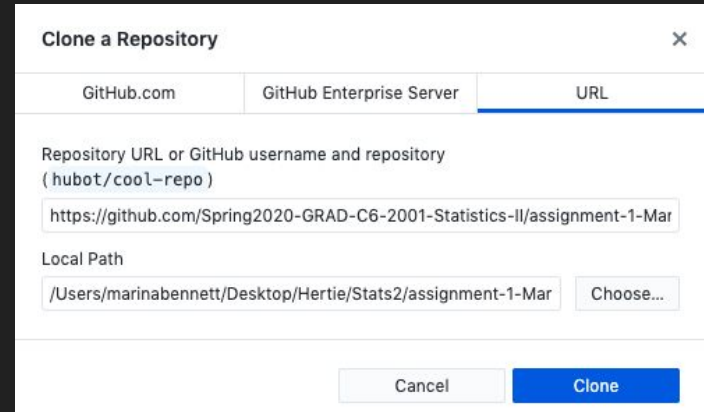 Clone a Repository
GitHub.com GitHub Enterprise Server URL
Repository URL or GitHub username and repository
(hubot/cool-repo)
https://github.com/Spring2020-GRAD-C6-2001-Statistics-II/assignment-1-Mar
Local Path
/Users/marinabennett/Desktop/Hertie/Stats2/assignment-1-Mar Choose...
Cancel Clone